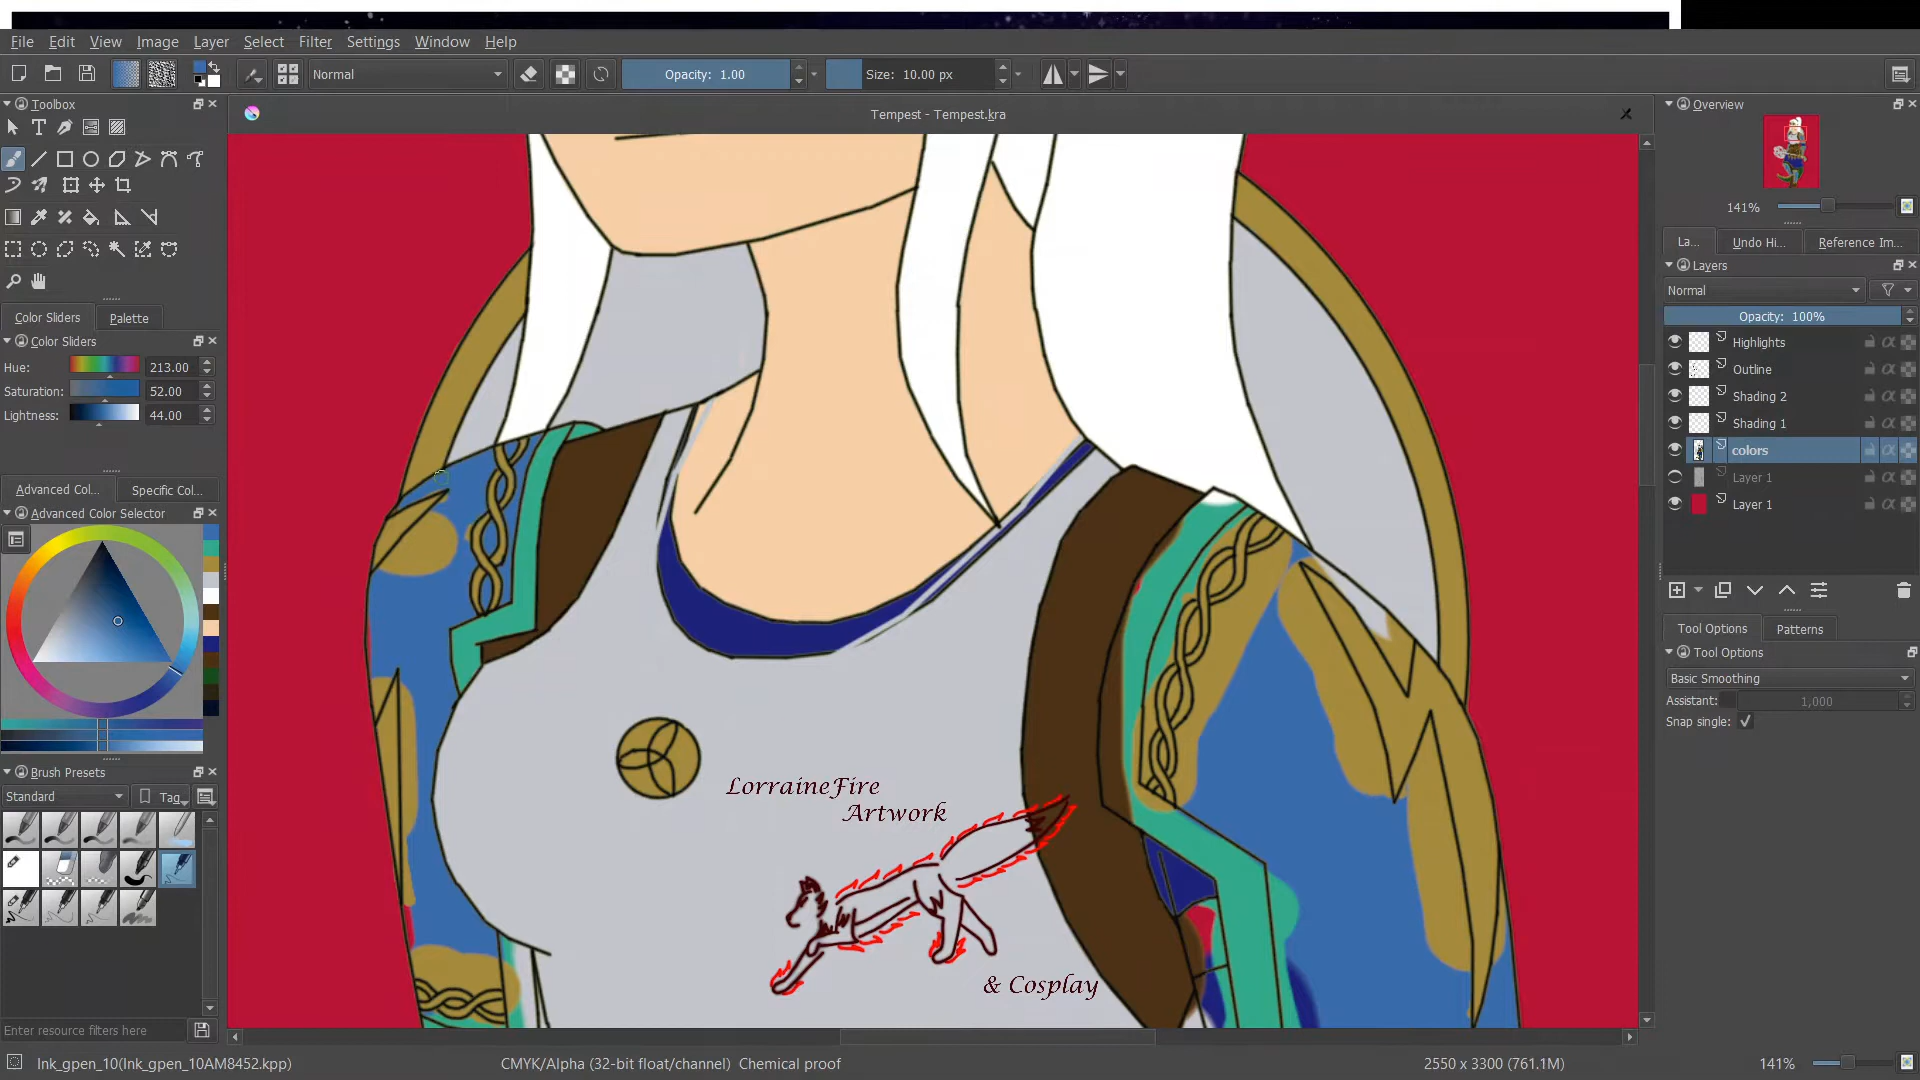 File Edit View Image Layer Select Filter Settings Window Help
Normal Opacity: 1.00 Size: 10.00 px
Toolbox
Tempest - Tempest.kra
Overview
141%
La... Undo Hi... Reference Im...
Layers
Normal
Opacity: 100%
Highlights
Outline
Shading 2
Shading 1
colors
Layer 1
Layer 1
Tool Options Patterns
Tool Options
Basic Smoothing
Assistant: 1,000
Snap single:
Color Sliders Palette
Color Sliders
Hue: 213.00
Saturation: 52.00
Lightness: 44.00
Advanced Col... Specific Col...
Advanced Color Selector
Brush Presets
Standard Tag
Enter resource filters here
LorraineFire
Artwork
& Cosplay
Ink_gpen_10(Ink_gpen_10AM8452.kpp) CMYK/Alpha (32-bit float/channel) Chemical proof 2550 x 3300 (761.1M) 141%